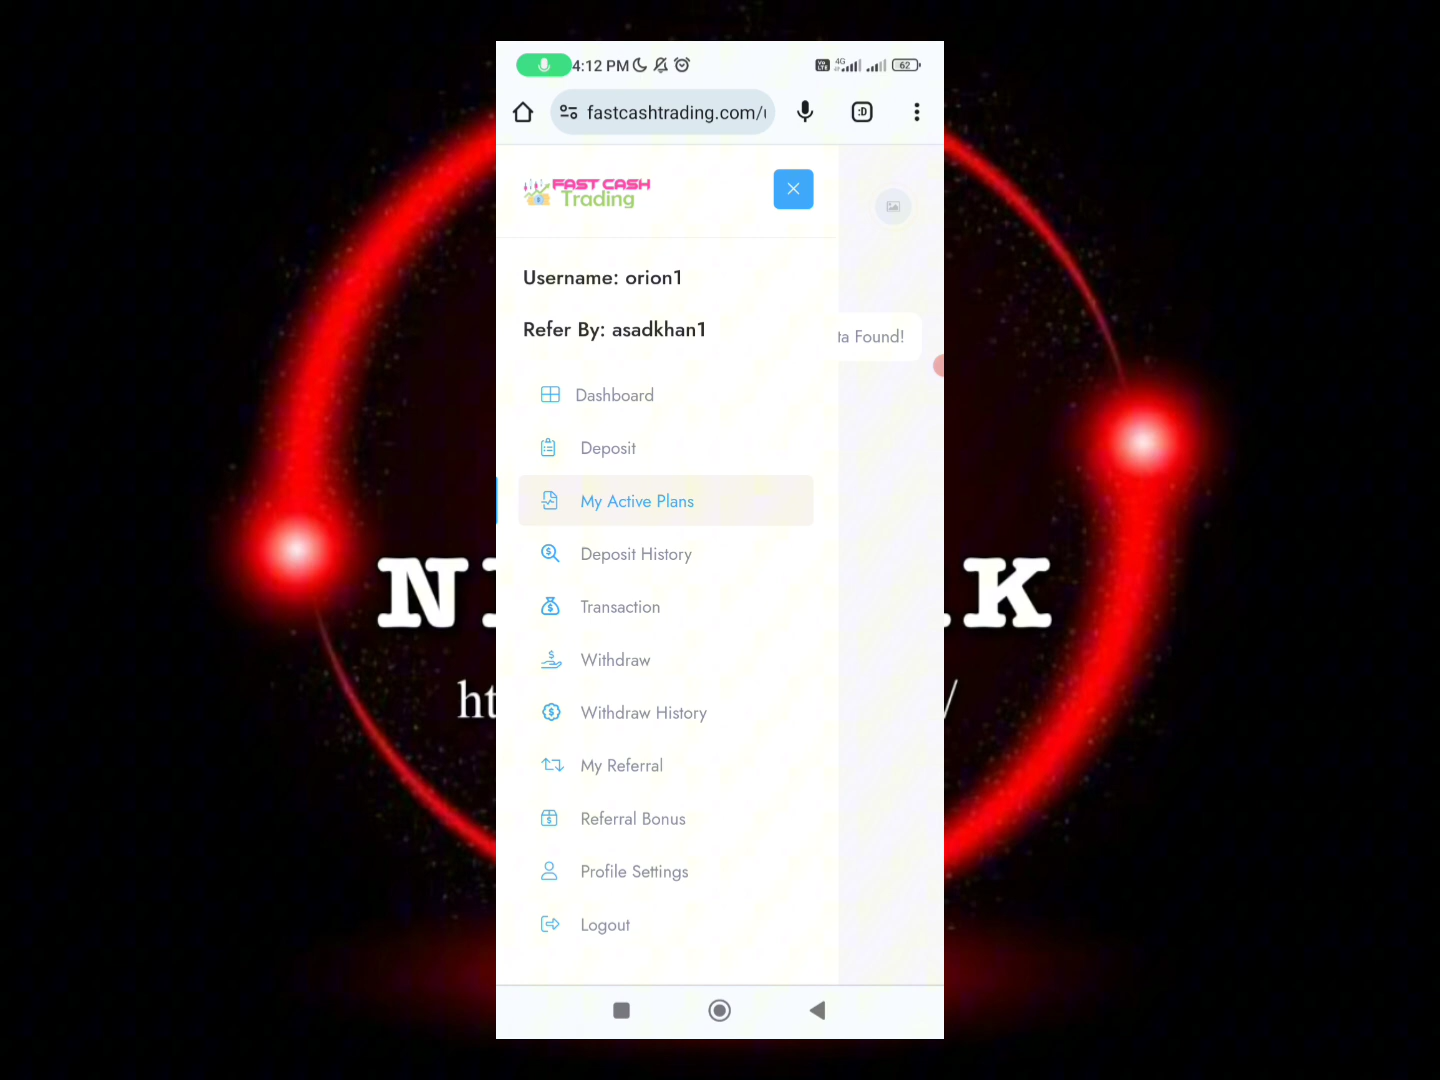 4:12 PM
4G
62
fastcashtrading.com/
:D
FAST CASH
Trading
Username: orion1
Refer By: asadkhan1
ta Found!
Dashboard
Deposit
My Active Plans
Deposit History
Transaction
Withdraw
Withdraw History
My Referral
Referral Bonus
Profile Settings
Logout
N
K
ht
/